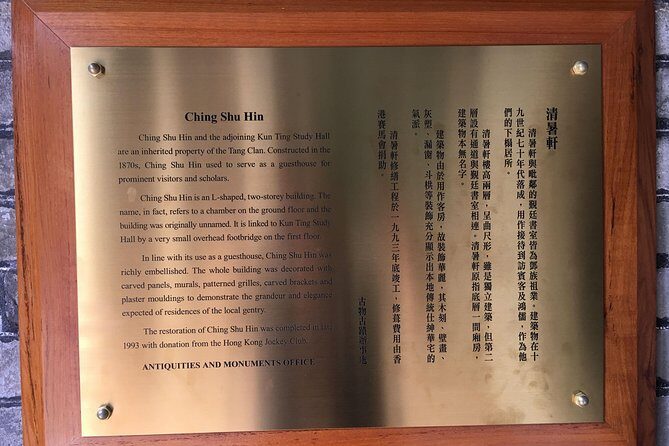 Ching Shu Hin
Ching Shu Hin and the adjoining Kun Ting Study Hall
are an inherited property of the Tang Clan. Constructed in the
1870s, Ching Shu Hin used to serve as a guesthouse for
prominent visitors and scholars.
Ching Shu Hin is an L-shaped, two-storey building. The
name, in fact, refers to a chamber on the ground floor and the
building was originally unnamed. It is linked to Kun Ting Study
Hall by a very small overhead footbridge on the first floor.
In line with its use as a guesthouse, Ching Shu Hin was
richly embellished. The whole building was decorated with
carved panels, murals, patterned grilles, carved brackets and
plaster mouldings to demonstrate the grandeur and elegance
expected of residences of the local gentry.
The restoration of Ching Shu Hin was completed in late
1993 with donation from the Hong Kong Jockey Club.
ANTIQUITIES AND MONUMENTS OFFICE
清暑軒
清暑軒與毗鄰的覲廷書室皆為鄧族祖業。建築物在十
九世紀七十年代落成，用作接待到訪賓客及鴻儒，作為他
們的下榻居所。
清暑軒樓高兩層，呈曲尺形，雖是獨立建築，但第二
層設有通道與覲廷書室相連。清暑軒原指底層一間廂房，
建築物本無名字。
建築物由於用作客房，故裝飾華麗，其木刻、壁畫、
灰塑、漏窗、斗栱等裝飾充分顯示出本地傳統仕紳華宅的
氣派。
清暑軒修繕工程於一九九三年底竣工，修葺費用由香
港賽馬會捐助。
古物古蹟辦事處